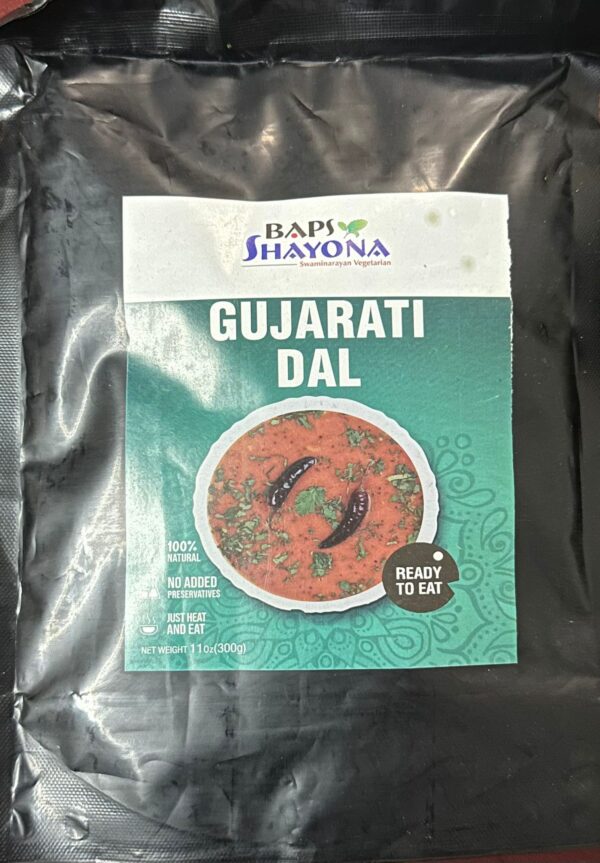 BAPS
SHAYONA
Swaminarayan Vegetarian
GUJARATI
DAL
100%
NATURAL
NO ADDED
PRESERVATIVES
JUST HEAT
AND EAT
READY
TO EAT
NET WEIGHT 11oz(300g)